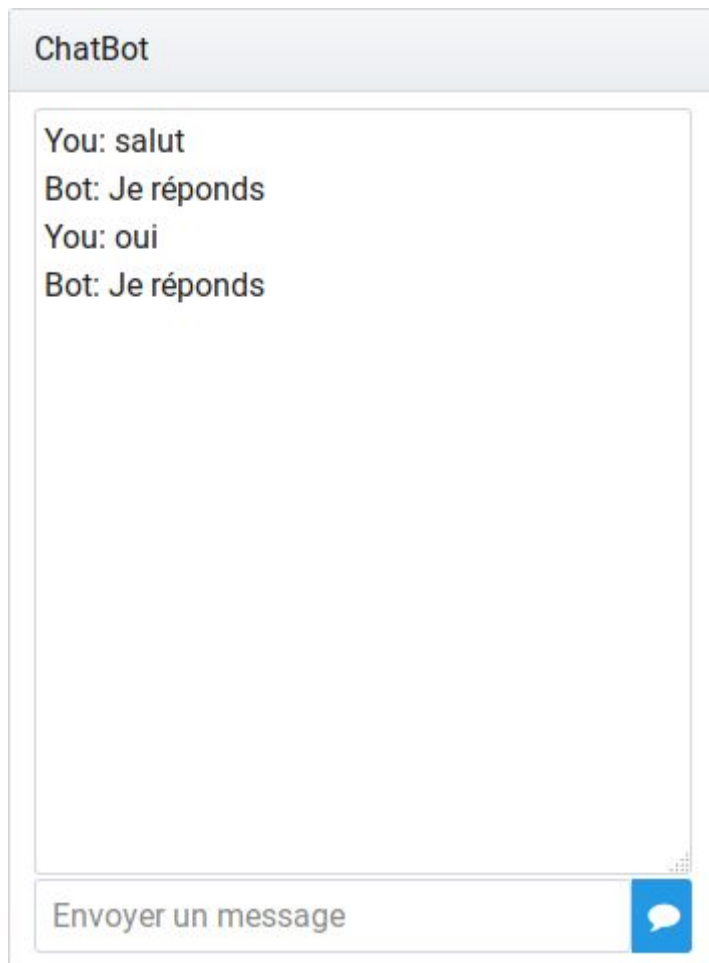 ChatBot
You: salut
Bot: Je réponds
You: oui
Bot: Je réponds
Envoyer un message